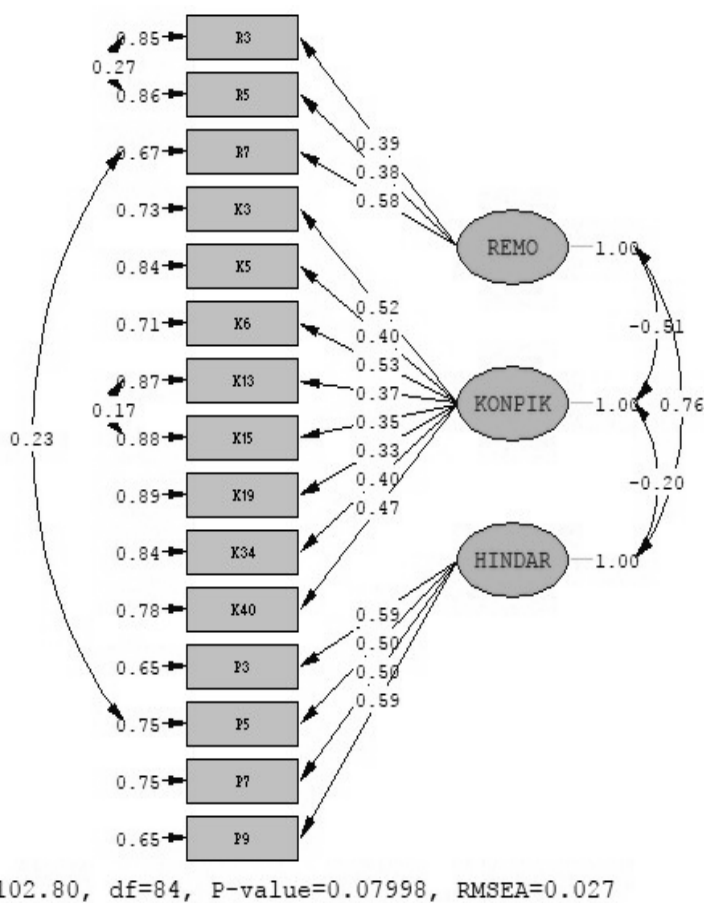 0.85 R3
0.27
0.86 R5
0.39
0.67 R7
0.38
0.58
0.73 K3
REMO 1.00
0.84 K5
0.52
0.71 K6
0.40
-0.51
0.53
0.87 K13
0.37
KONPIK 1.00
0.76
0.17
0.35
0.23
0.88 K15
0.33
0.40
-0.20
0.89 K19
0.47
0.84 K34
HINDAR 1.00
0.78 K40
0.59
0.65 P3
0.50
0.50
0.75 P5
0.59
0.75 P7
0.65 P9
102.80, df=84, P-value=0.07998, RMSEA=0.027